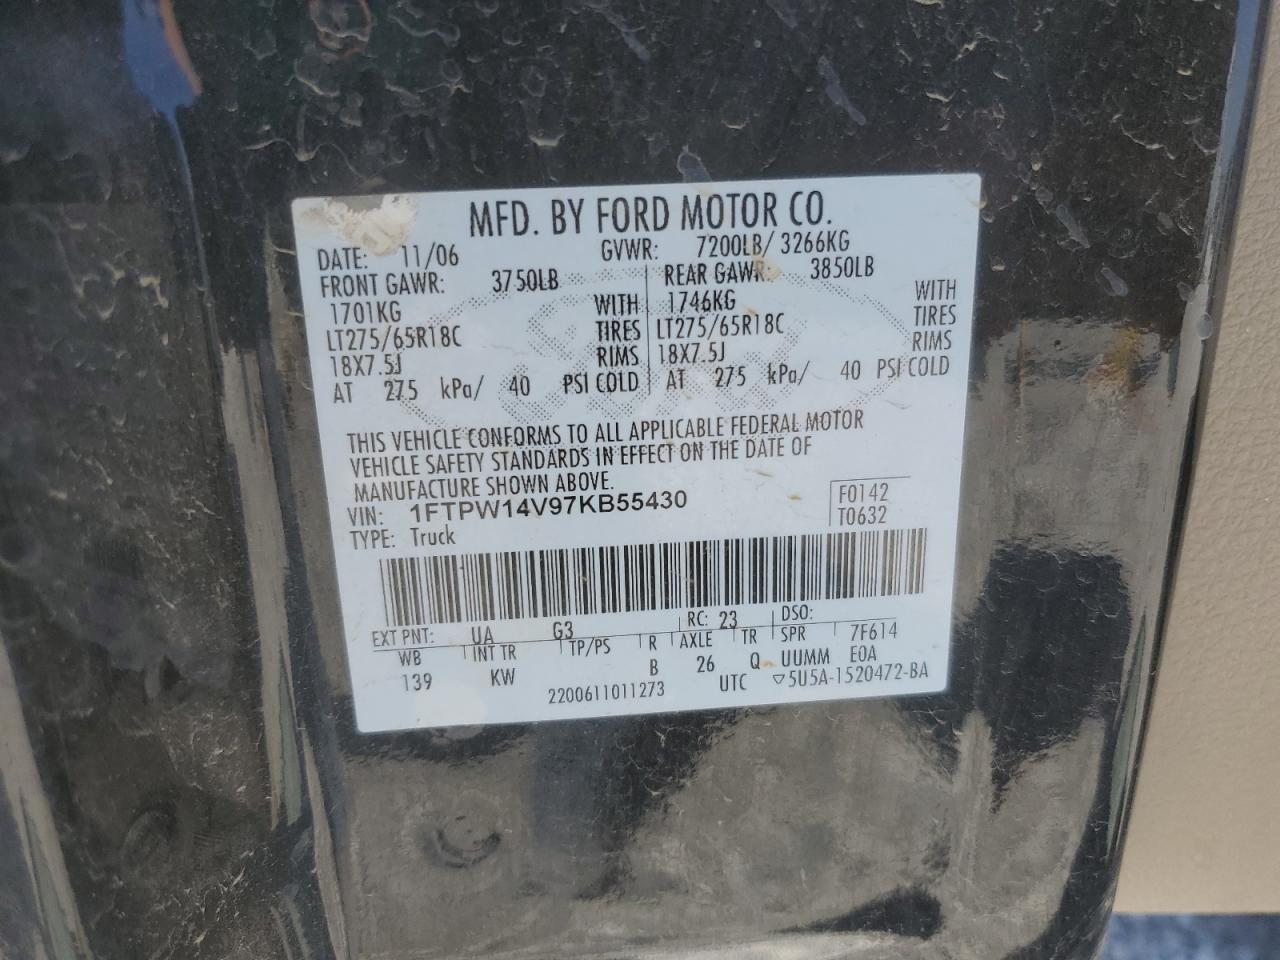 MFD. BY FORD MOTOR CO.
DATE: 11/06 GVWR: 7200LB/ 3266KG
FRONT GAWR: 3750LB REAR GAWR: 3850LB
1701KG WITH 1746KG WITH
LT275/65R18C TIRES LT275/65R18C TIRES
18X7.5J RIMS 18X7.5J RIMS
AT 275 kPa/ 40 PSI COLD AT 275 kPa/ 40 PSI COLD
THIS VEHICLE CONFORMS TO ALL APPLICABLE FEDERAL MOTOR
VEHICLE SAFETY STANDARDS IN EFFECT ON THE DATE OF
MANUFACTURE SHOWN ABOVE.
VIN: 1FTPW14V97KB55430 F0142
TYPE: Truck T0632
EXT PNT: UA G3 RC: 23 DSO:
WB INT TR TP/PS R AXLE TR SPR 7F614
139 KW B 26 Q UUMM E0A
2200611011273 UTC ▽5U5A-1520472-BA